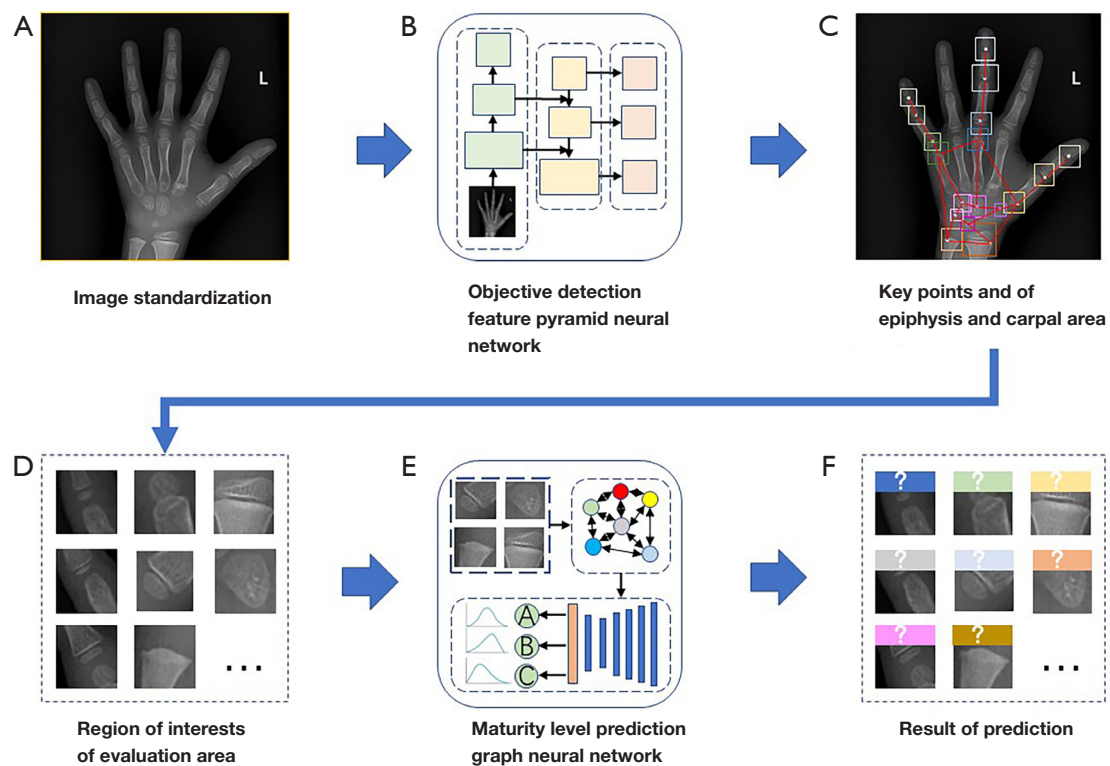 A
B
C
L
L
Image standardization
Objective detection
feature pyramid neural
network
Key points and of
epiphysis and carpal area
D
E
F
? ? ?
? ? ?
? ?
A
B
C
...
...
Region of interests
of evaluation area
Maturity level prediction
graph neural network
Result of prediction